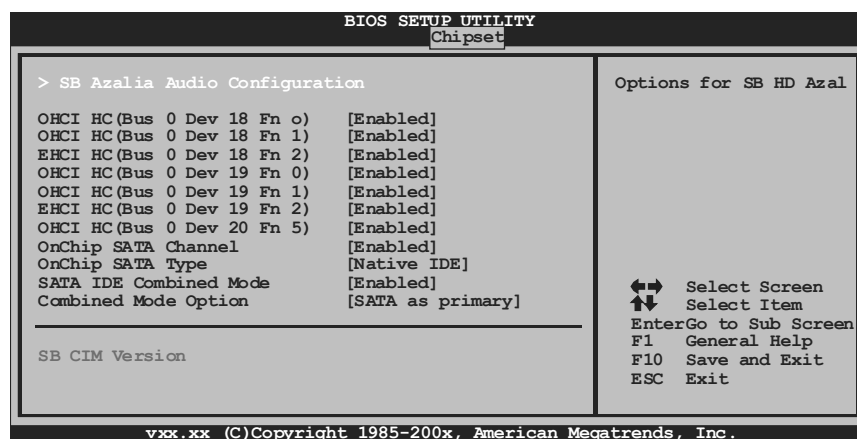 BIOS SETUP UTILITY
Chipset
> SB Azalia Audio Configuration
OHCI HC(Bus 0 Dev 18 Fn o) [Enabled]
OHCI HC(Bus 0 Dev 18 Fn 1) [Enabled]
EHCI HC(Bus 0 Dev 18 Fn 2) [Enabled]
OHCI HC(Bus 0 Dev 19 Fn 0) [Enabled]
OHCI HC(Bus 0 Dev 19 Fn 1) [Enabled]
EHCI HC(Bus 0 Dev 19 Fn 2) [Enabled]
OHCI HC(Bus 0 Dev 20 Fn 5) [Enabled]
OnChip SATA Channel [Enabled]
OnChip SATA Type [Native IDE]
SATA IDE Combined Mode [Enabled]
Combined Mode Option [SATA as primary]
SB CIM Version
Options for SB HD Azal
Select Screen
Select Item
EnterGo to Sub Screen
F1 General Help
F10 Save and Exit
ESC Exit
vxx.xx (C)Copyright 1985-200x, American Megatrends, Inc.